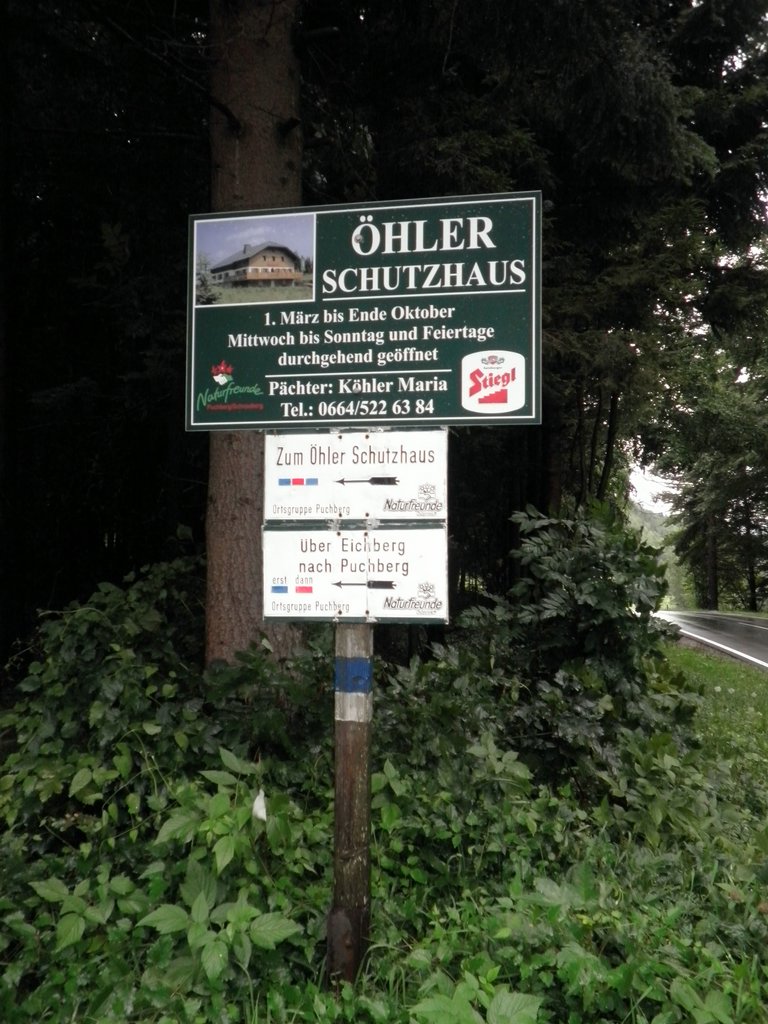 ÖHLER
SCHUTZHAUS
1. März bis Ende Oktober
Mittwoch bis Sonntag und Feiertage
durchgehend geöffnet
Naturfreunde
Puchberg/Schneeberg
Pächter: Köhler Maria
Tel.: 0664/522 63 84
Stiegl
Zum Öhler Schutzhaus
Ortsgruppe Puchberg
Naturfreunde
Über Eichberg
nach Puchberg
erst dann
Ortsgruppe Puchberg
Naturfreunde